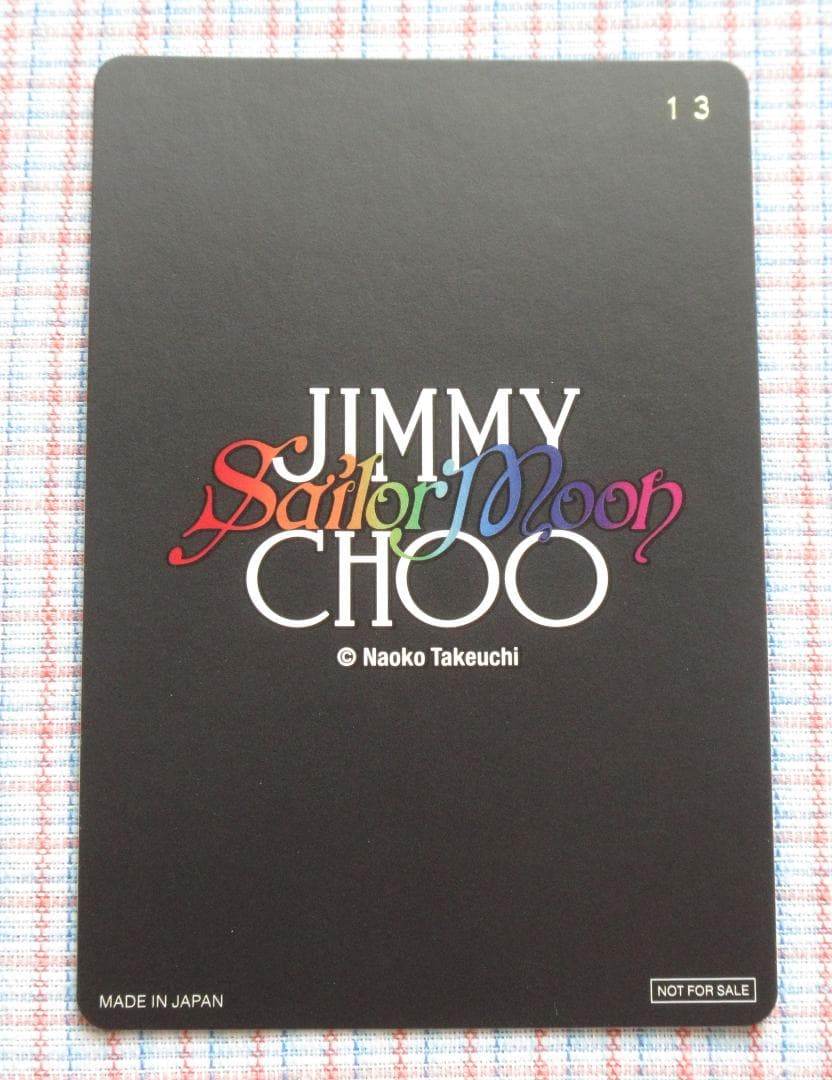 13
JIMMY
Sailor Moon
CHOO
© Naoko Takeuchi
MADE IN JAPAN
NOT FOR SALE